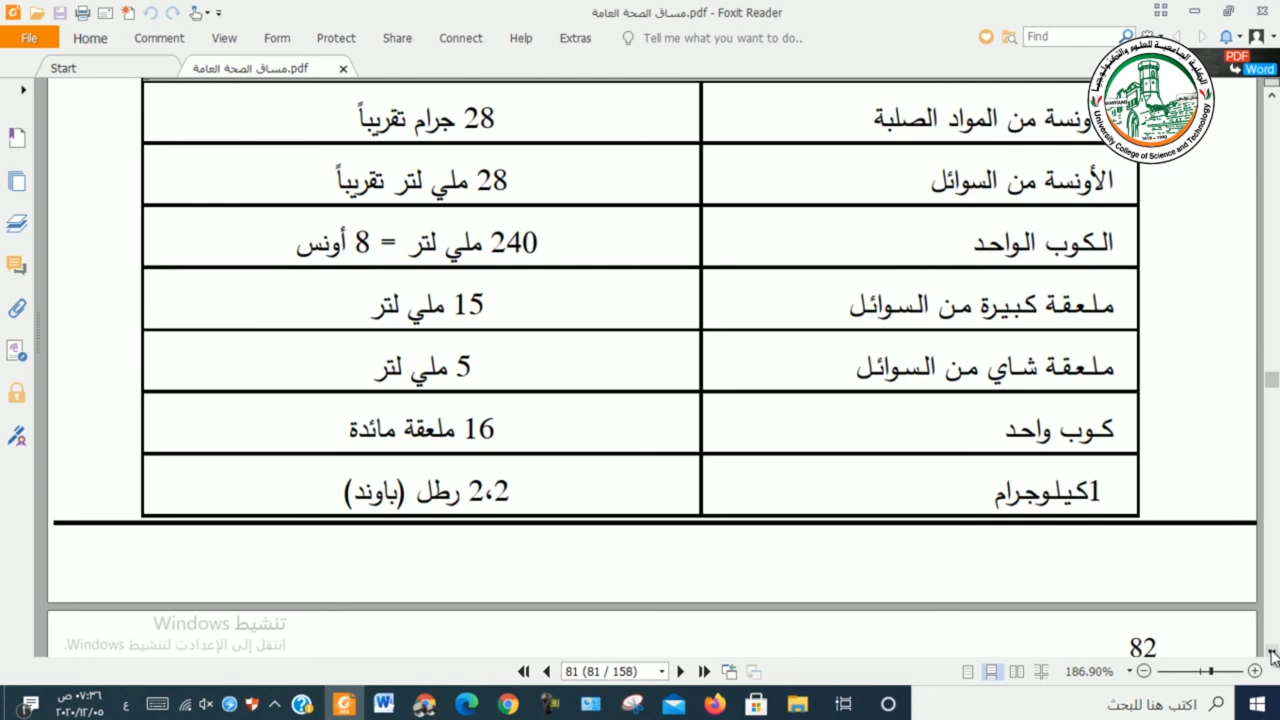 مساق الصحة العامة.pdf - Foxit Reader
File Home Comment View Form Protect Share Connect Help Extras Tell me what you want to do.. Find
Start مساق الصحة العامة.pdf
PDF
Word
الكلية الجامعية للعلوم والتكنولوجيا
University College of Science and Technology
من المواد الصلبة 28 جرام تقريباً
الأونسة من السوائل 28 ملي لتر تقريباً
الكوب الواحد 240 ملي لتر = 8 أونس
ملعقة كبيرة من السوائل 15 ملي لتر
ملعقة شاي من السوائل 5 ملي لتر
كوب واحد 16 ملعقة مائدة
1كيلوجرام 2،2 رطل (باوند)
تنشيط Windows
انتقل إلى الإعدادات لتنشيط Windows.
82
81 (81 / 158) 186.90%
اكتب هنا للبحث
ع
٠٧:٣٦ ص
٢٠٢٠/١٢/٠٥